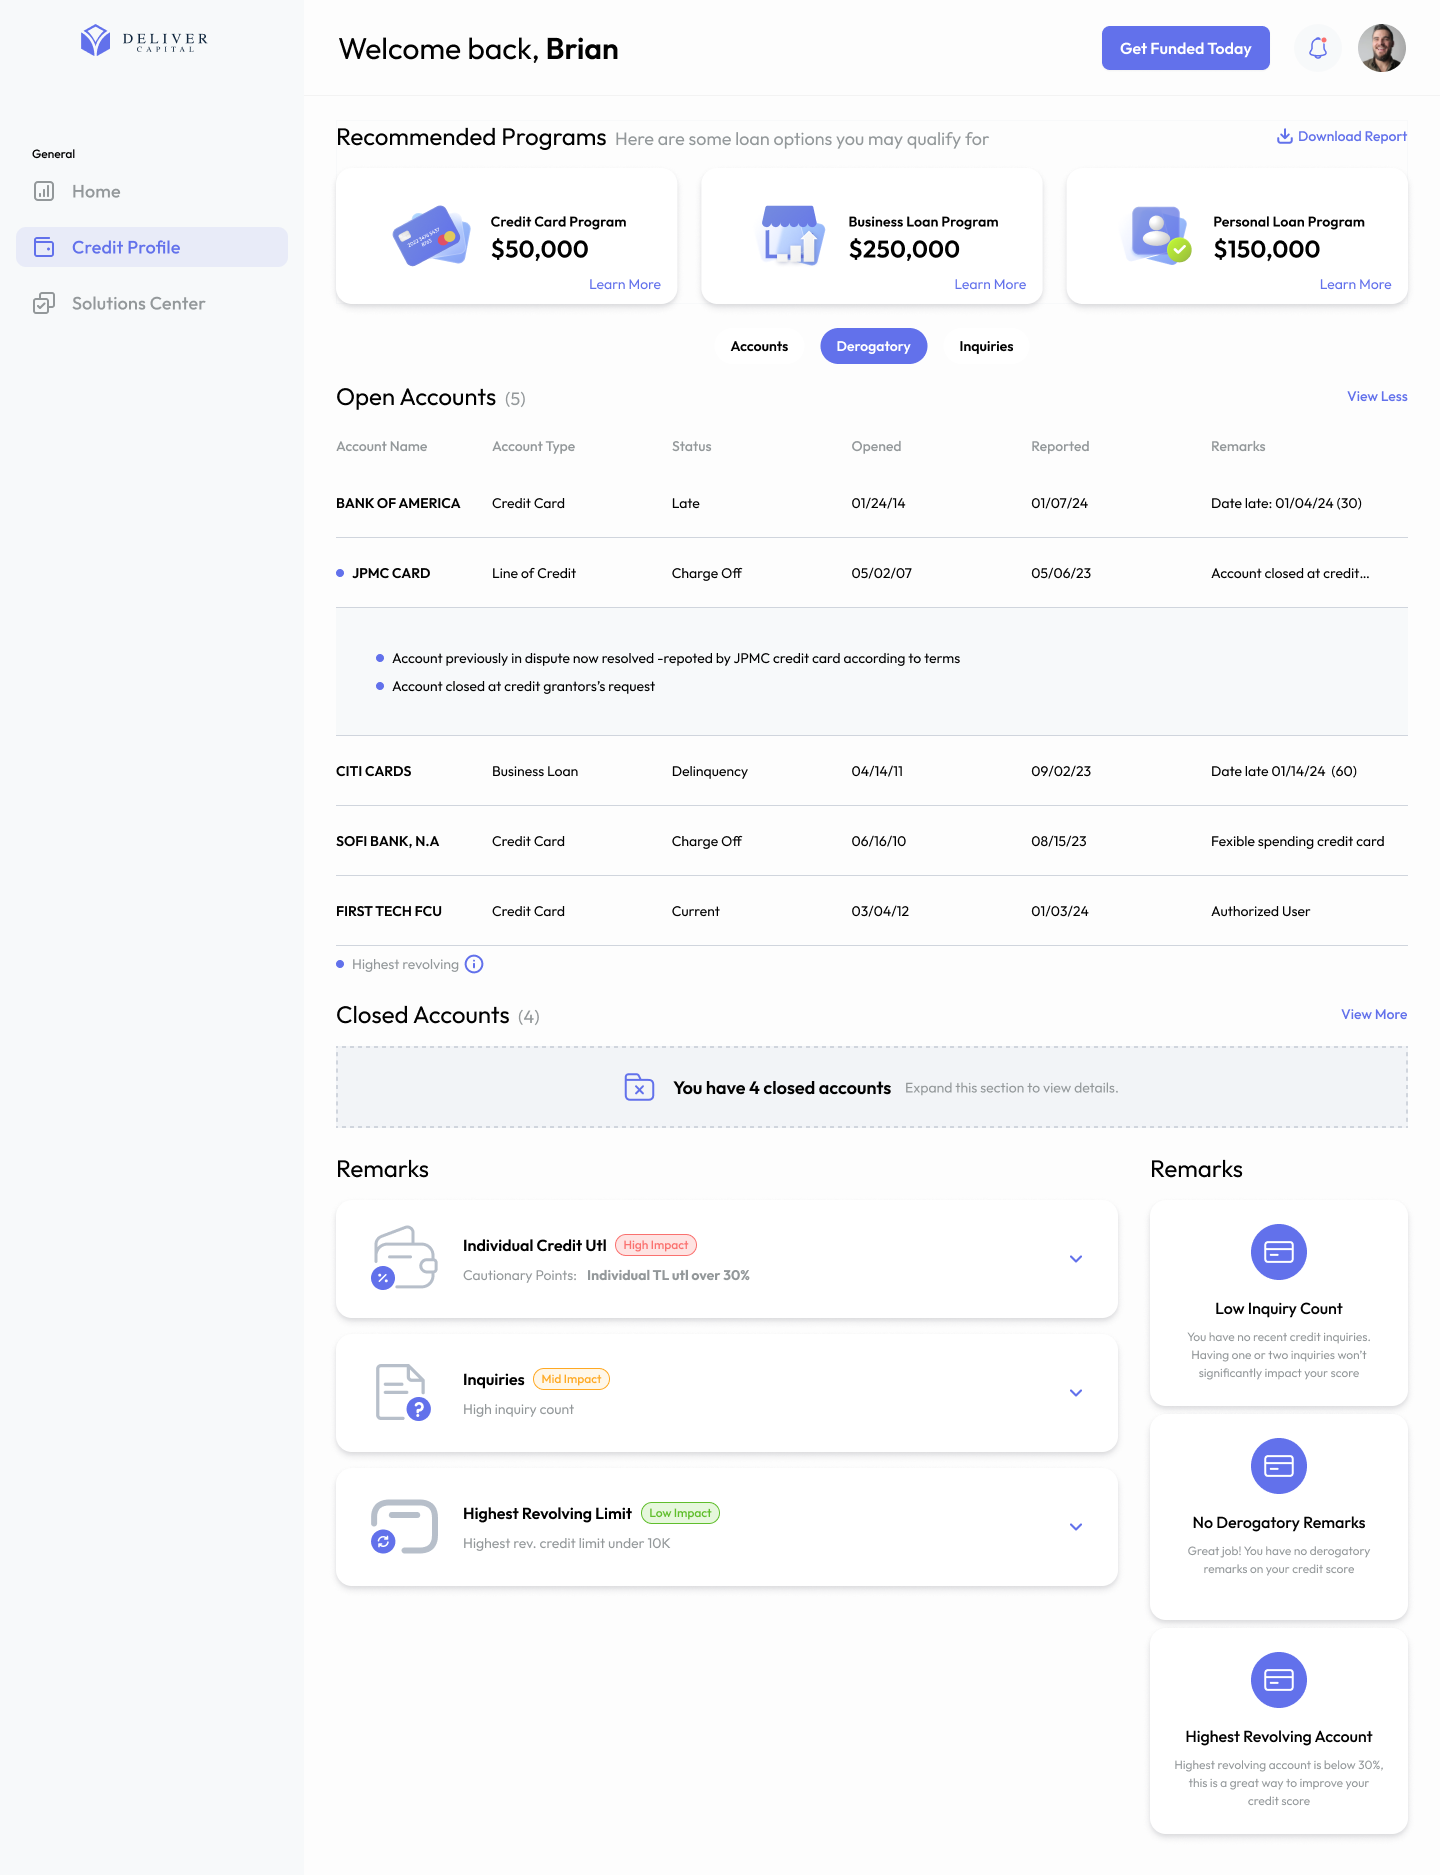 DELIVER
CAPITAL
Welcome back, Brian
Get Funded Today
General
Home
Credit Profile
Solutions Center
Recommended Programs Here are some loan options you may qualify for
Download Report
Credit Card Program
$50,000
Learn More
Business Loan Program
$250,000
Learn More
Personal Loan Program
$150,000
Learn More
Accounts
Derogatory
Inquiries
Open Accounts (5)
View Less
Account Name Account Type Status Opened Reported Remarks
BANK OF AMERICA Credit Card Late 01/24/14 01/07/24 Date late: 01/04/24 (30)
JPMC CARD Line of Credit Charge Off 05/02/07 05/06/23 Account closed at credit...
Account previously in dispute now resolved -repoted by JPMC credit card according to terms
Account closed at credit grantors's request
CITI CARDS Business Loan Delinquency 04/14/11 09/02/23 Date late 01/14/24 (60)
SOFI BANK, N.A Credit Card Charge Off 06/16/10 08/15/23 Fexible spending credit card
FIRST TECH FCU Credit Card Current 03/04/12 01/03/24 Authorized User
Highest revolving
Closed Accounts (4)
View More
You have 4 closed accounts Expand this section to view details.
Remarks
Individual Credit Utl High Impact
Cautionary Points: Individual TL utl over 30%
Inquiries Mid Impact
High inquiry count
Highest Revolving Limit Low Impact
Highest rev. credit limit under 10K
Remarks
Low Inquiry Count
You have no recent credit inquiries.
Having one or two inquiries won't
significantly impact your score
No Derogatory Remarks
Great job! You have no derogatory
remarks on your credit score
Highest Revolving Account
Highest revolving account is below 30%,
this is a great way to improve your
credit score